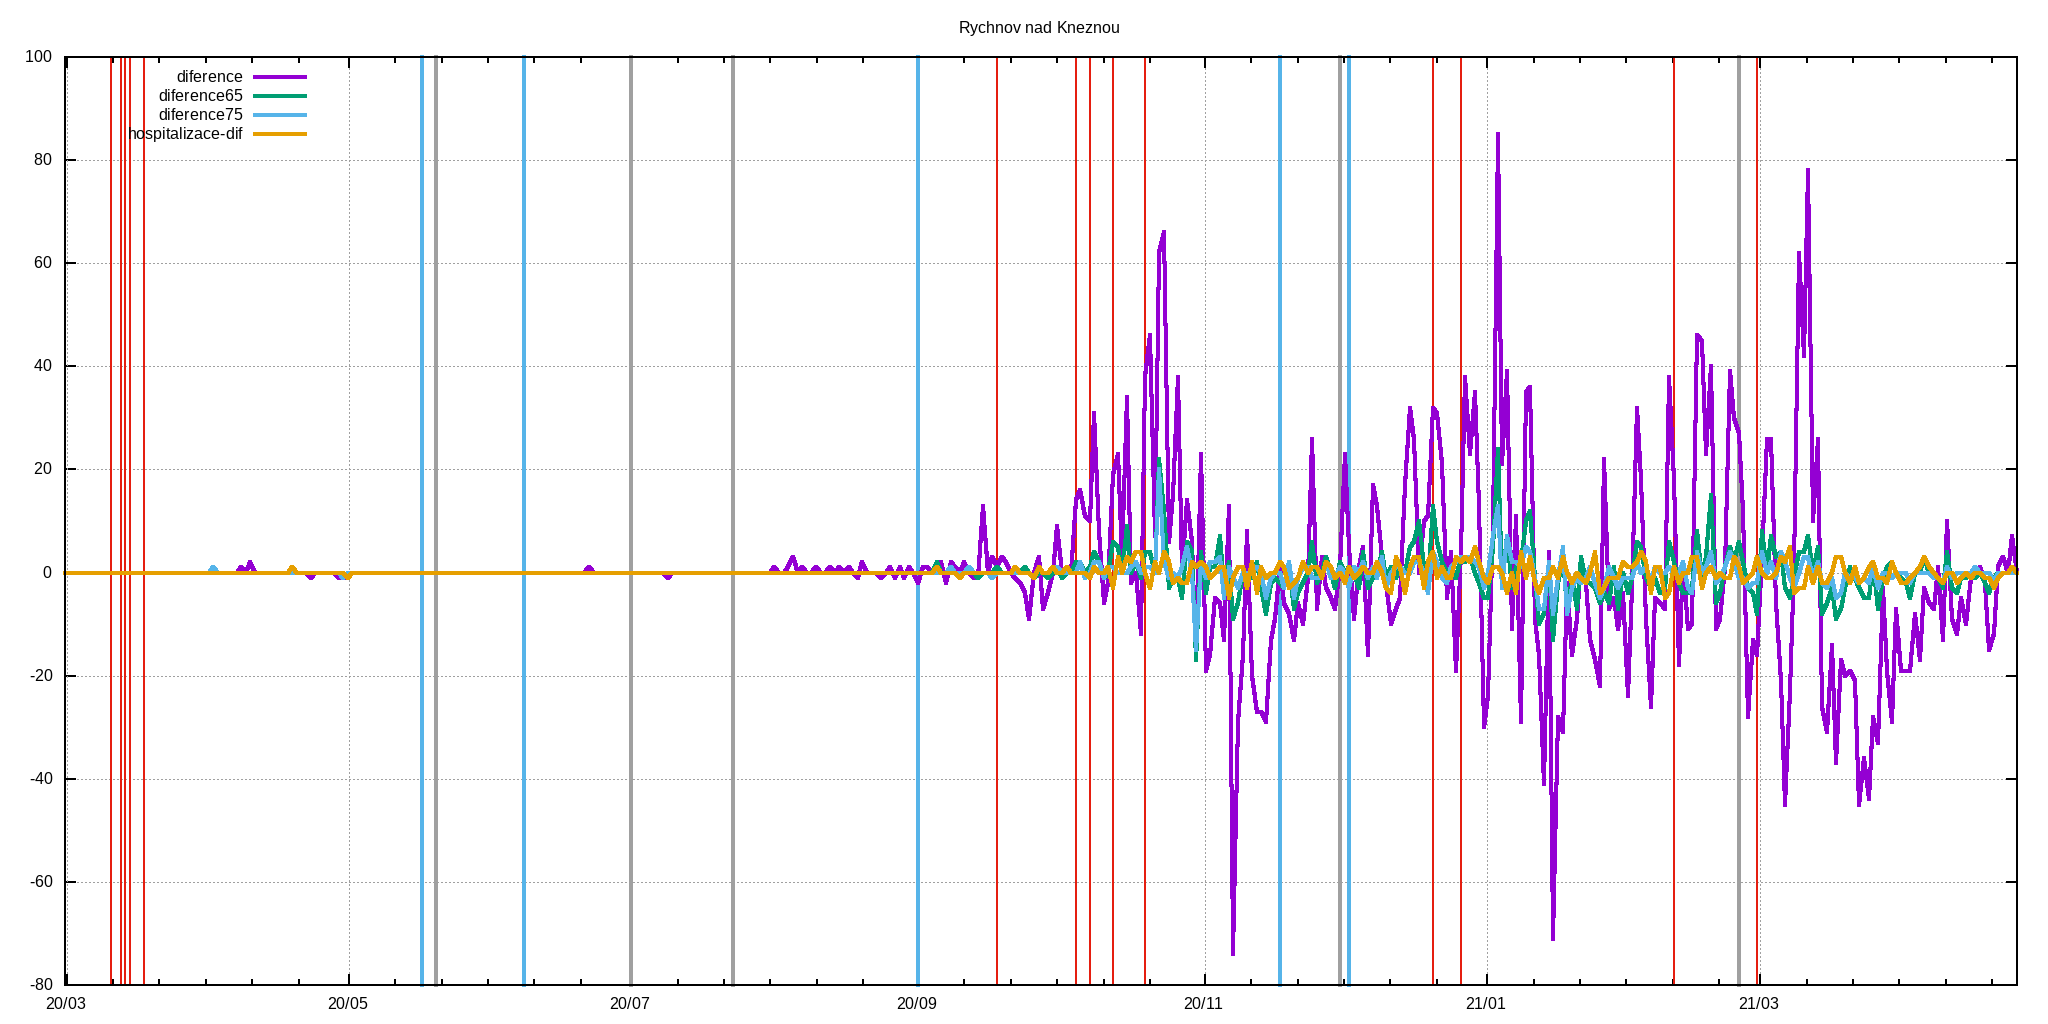 Rychnov nad Kneznou
100
80
60
40
20
0
-20
-40
-60
-80
diference
diference65
diference75
hospitalizace-dif
20/03 20/05 20/07 20/09 20/11 21/01 21/03